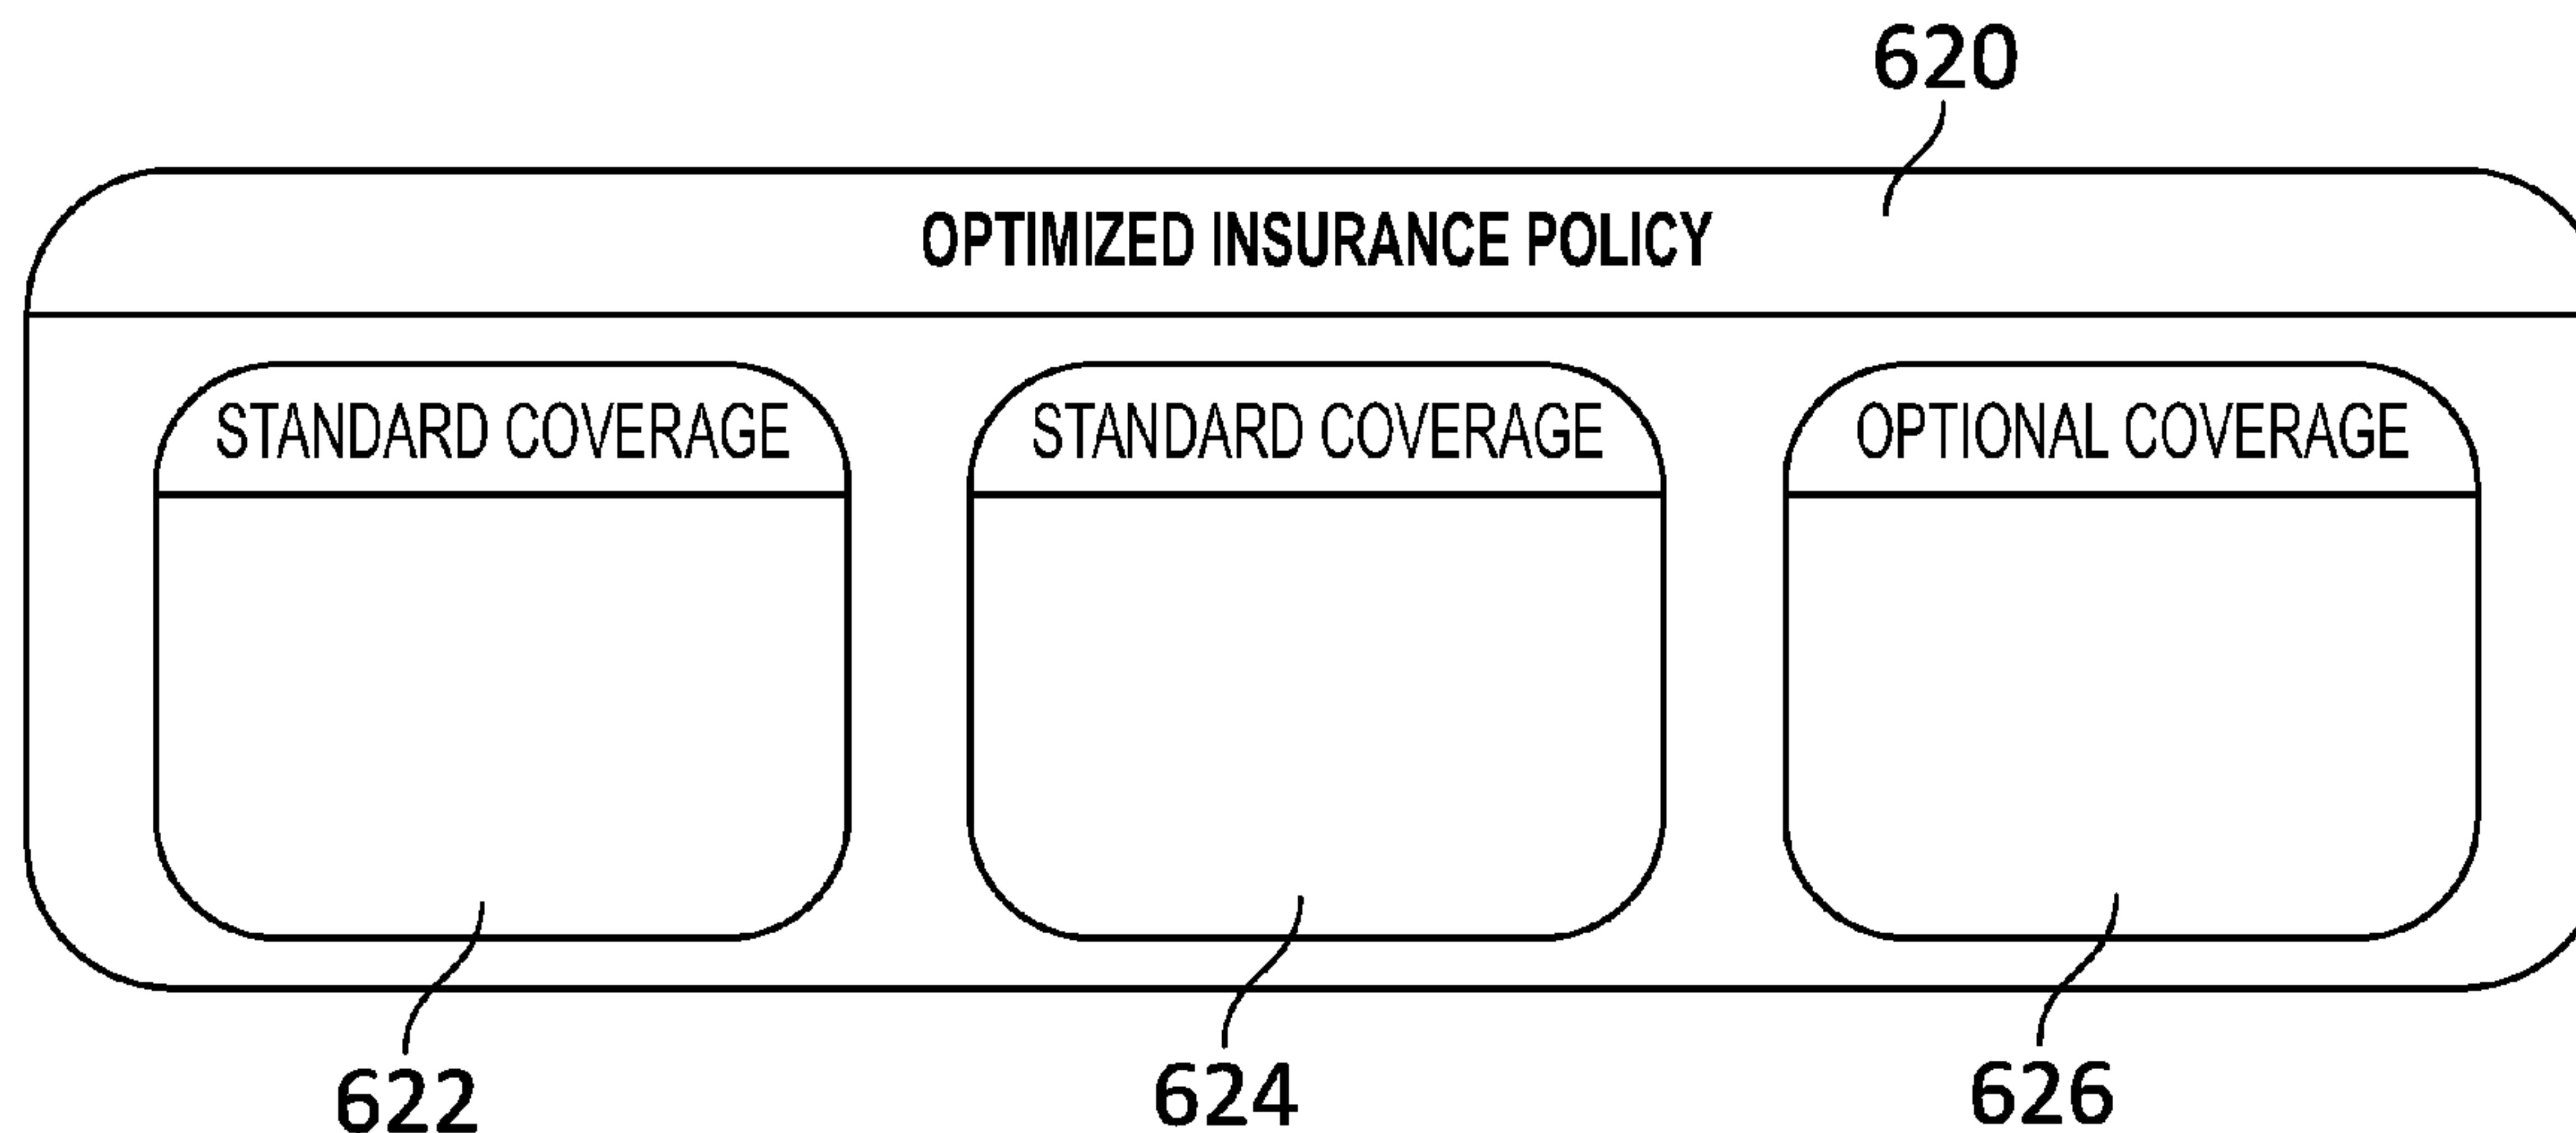 620
OPTIMIZED INSURANCE POLICY
STANDARD COVERAGE
STANDARD COVERAGE
OPTIONAL COVERAGE
622
624
626